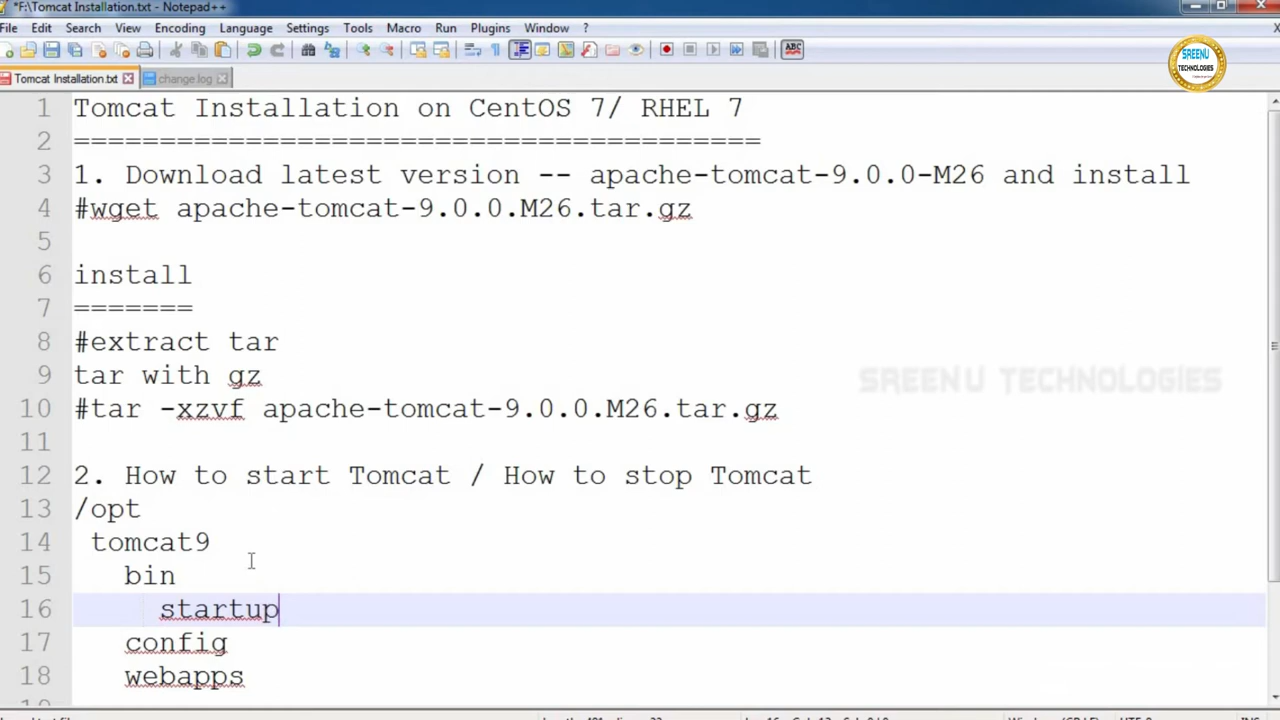 *F:\Tomcat Installation.txt - Notepad++
File Edit Search View Encoding Language Settings Tools Macro Run Plugins Window ?
ABC
SREENU TECHNOLOGIES
Tomcat Installation.txt change.log
1 Tomcat Installation on CentOS 7/ RHEL 7
2 ========================================
3 1. Download latest version -- apache-tomcat-9.0.0-M26 and install
4 #wget apache-tomcat-9.0.0.M26.tar.gz
5
6 install
7 =======
8 #extract tar
9 tar with gz
SREENU TECHNOLOGIES
10 #tar -xzvf apache-tomcat-9.0.0.M26.tar.gz
11
12 2. How to start Tomcat / How to stop Tomcat
13 /opt
14 tomcat9
15 bin
16 startup
17 config
18 webapps